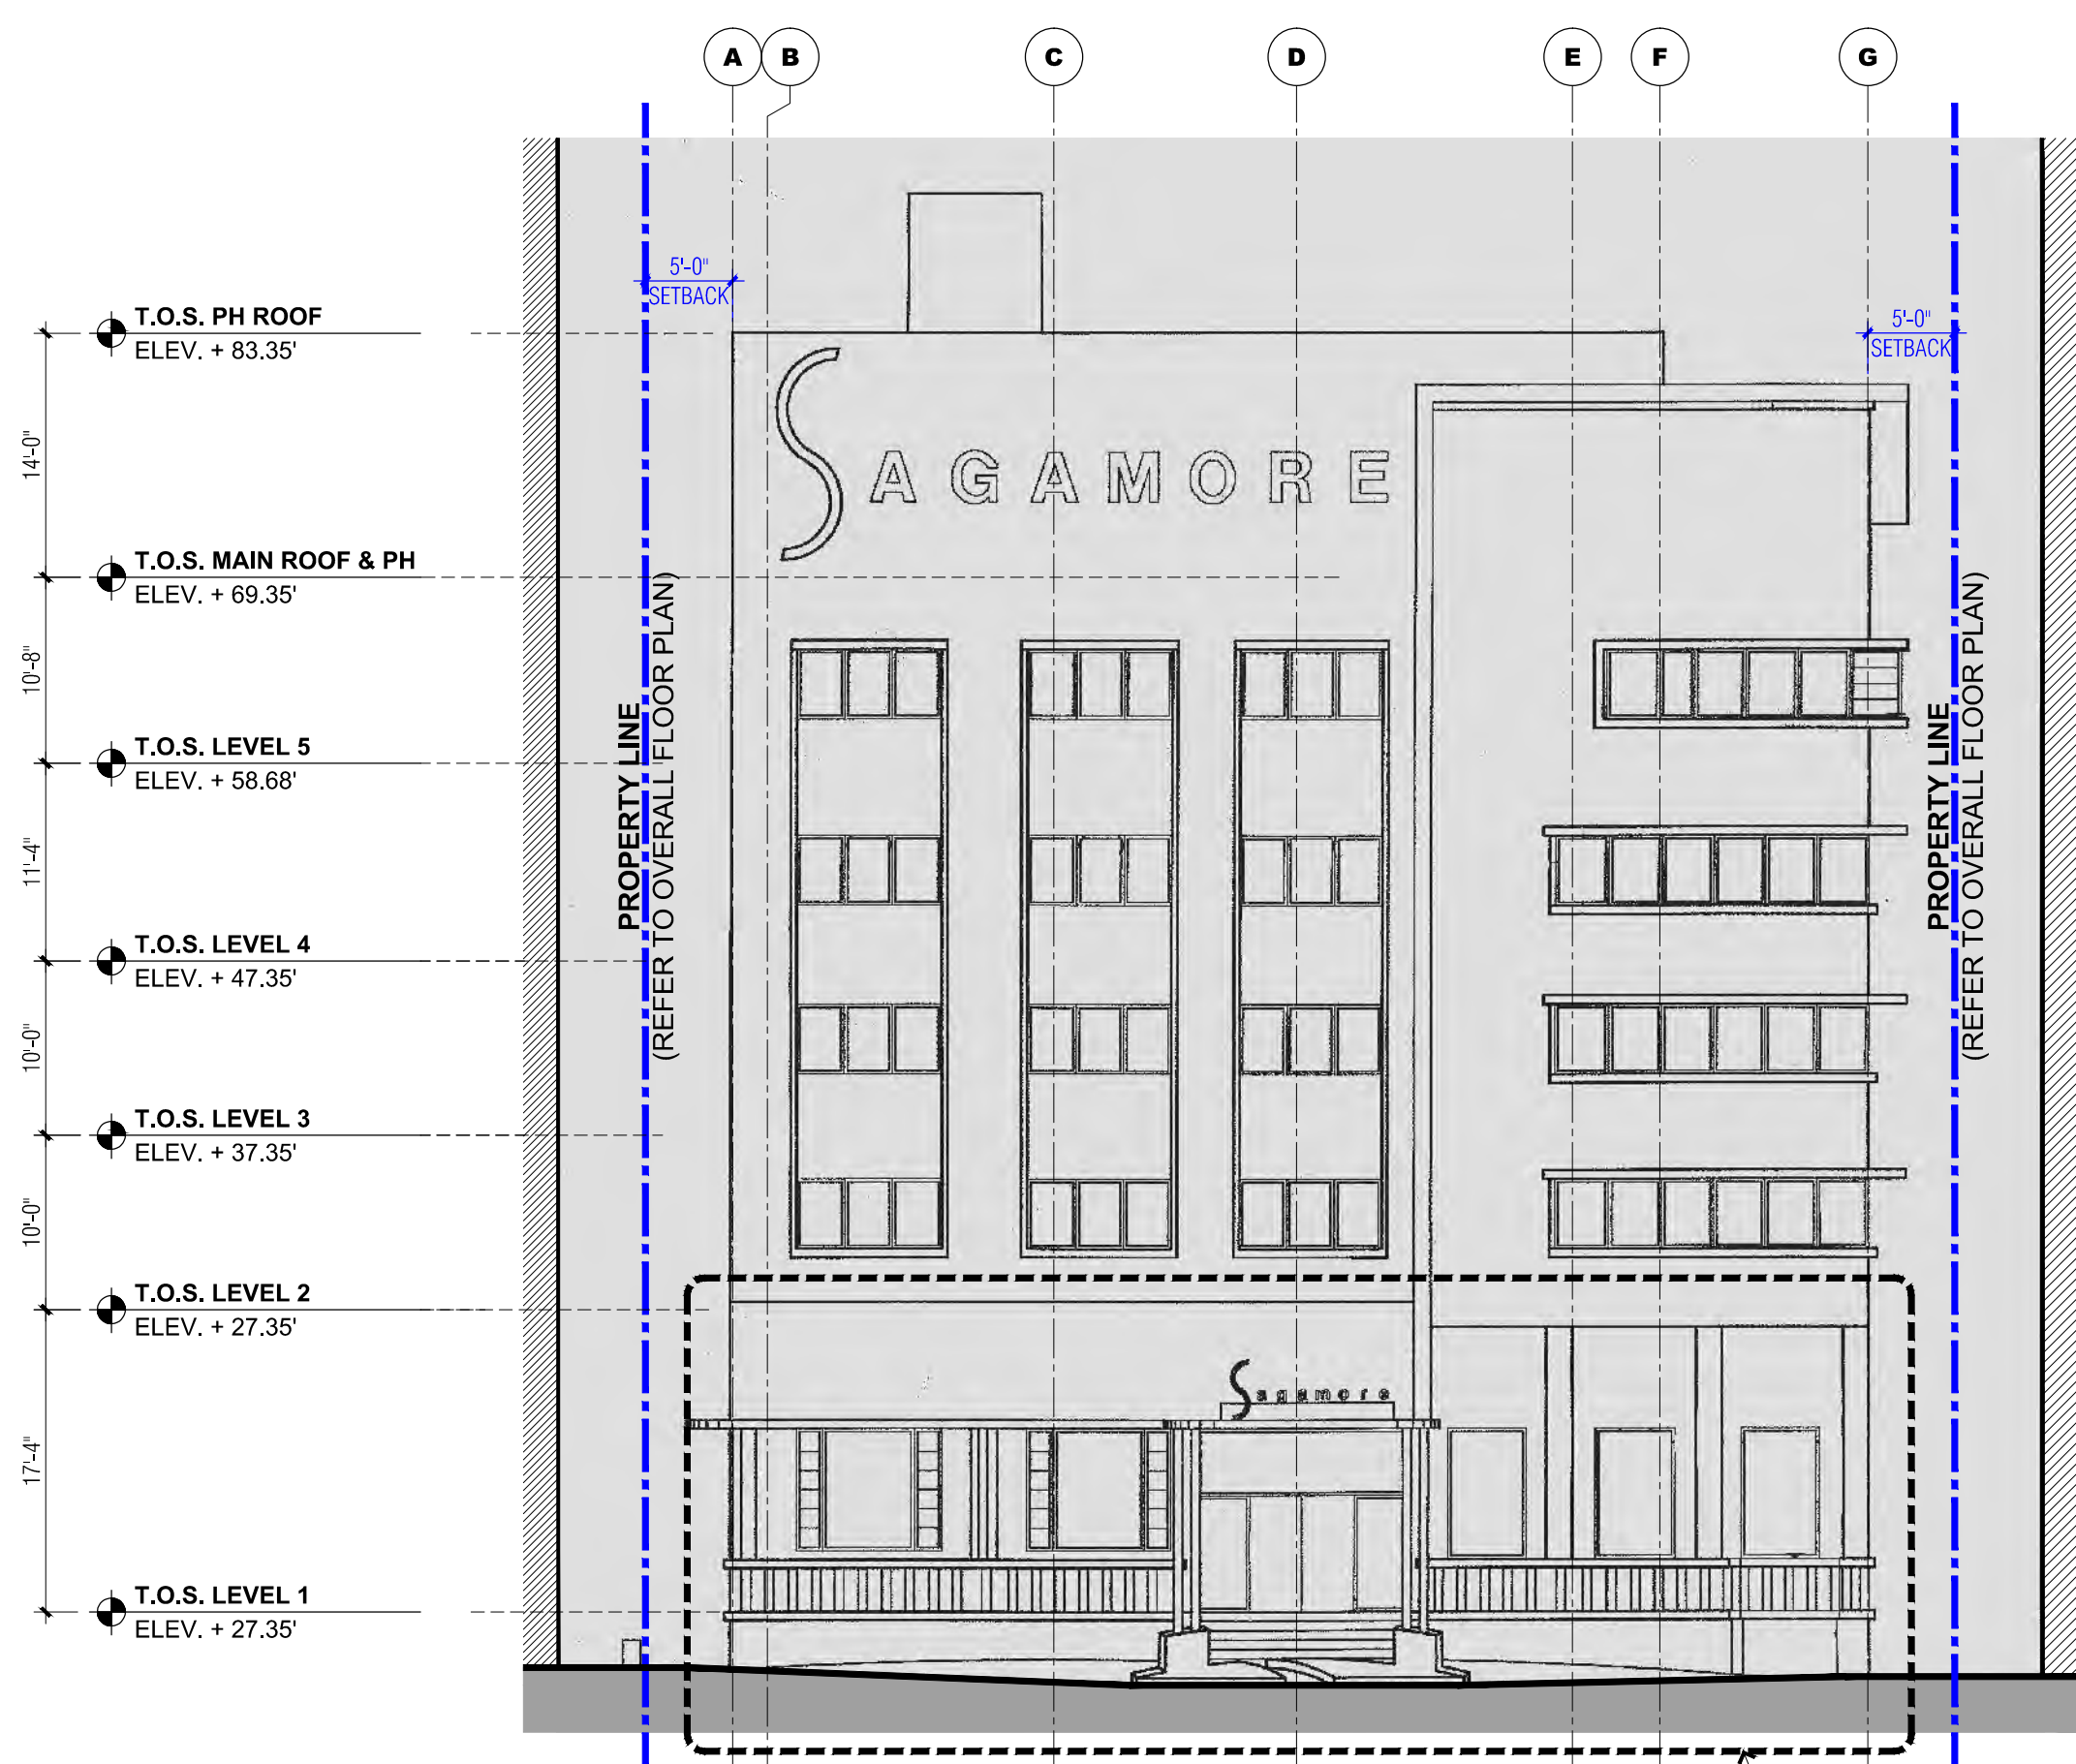 A B C D E F G
5'-0"
SETBACK
5'-0"
SETBACK
T.O.S. PH ROOF
ELEV. + 83.35'
14'-0"
SAGAMORE
T.O.S. MAIN ROOF & PH
ELEV. + 69.35'
10'-8"
T.O.S. LEVEL 5
ELEV. + 58.68'
PROPERTY LINE
(REFER TO OVERALL FLOOR PLAN)
PROPERTY LINE
(REFER TO OVERALL FLOOR PLAN)
11'-4"
T.O.S. LEVEL 4
ELEV. + 47.35'
10'-0"
T.O.S. LEVEL 3
ELEV. + 37.35'
10'-0"
T.O.S. LEVEL 2
ELEV. + 27.35'
Sagamore
17'-4"
T.O.S. LEVEL 1
ELEV. + 27.35'